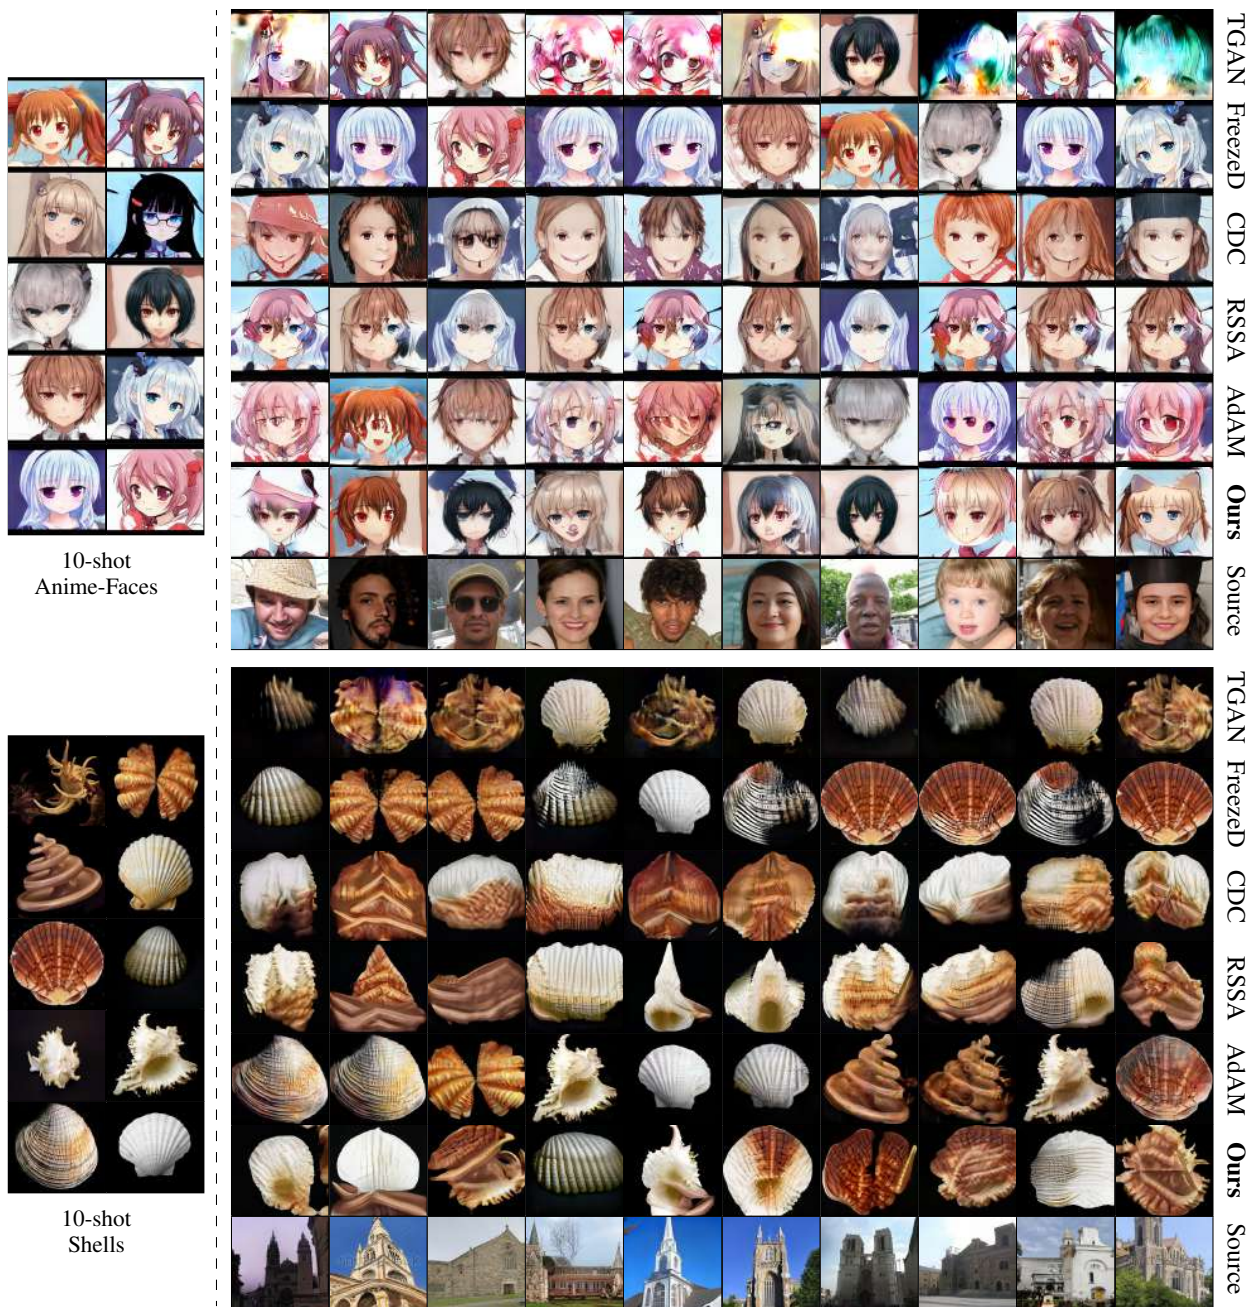 TGAN
FreezeD
CDC
RSSA
AdAM
Ours
Source
10-shot
Anime-Faces
TGAN
FreezeD
CDC
RSSA
AdAM
Ours
Source
10-shot
Shells